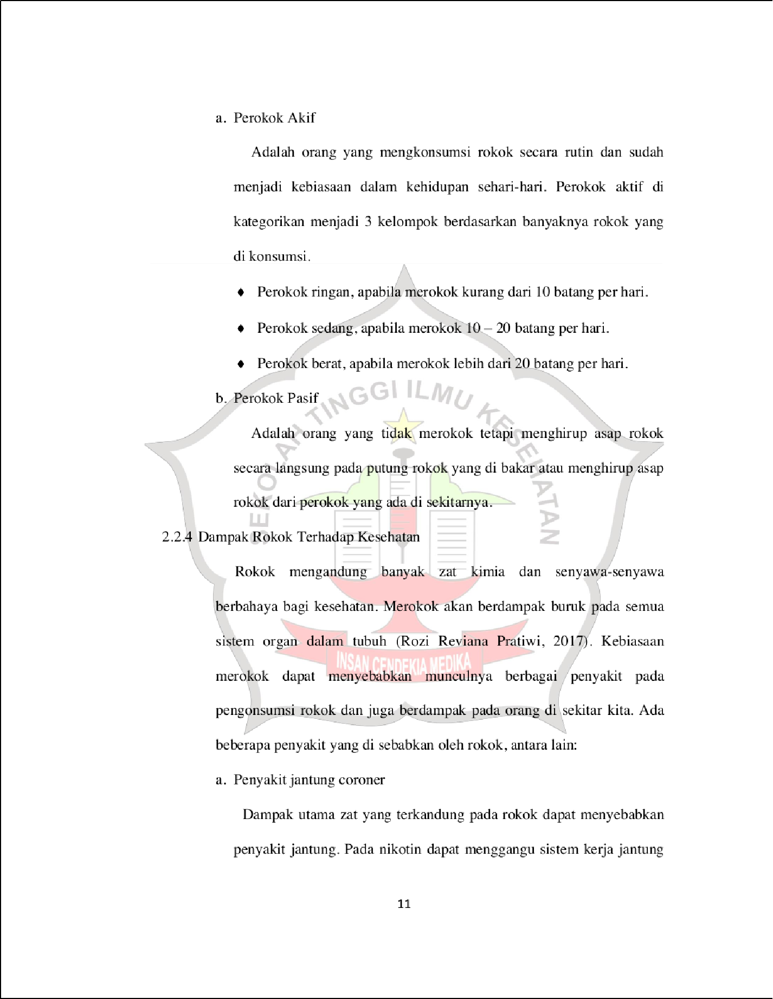 a. Perokok Akif
Adalah orang yang mengkonsumsi rokok secara rutin dan sudah
menjadi kebiasaan dalam kehidupan sehari-hari. Perokok aktif di
kategorikan menjadi 3 kelompok berdasarkan banyaknya rokok yang
di konsumsi.
♦ Perokok ringan, apabila merokok kurang dari 10 batang per hari.
♦ Perokok sedang, apabila merokok 10 – 20 batang per hari.
♦ Perokok berat, apabila merokok lebih dari 20 batang per hari.
SEKOLAH TINGGI ILMU KESEHATAN
b. Perokok Pasif
Adalah orang yang tidak merokok tetapi menghirup asap rokok
secara langsung pada putung rokok yang di bakar atau menghirup asap
rokok dari perokok yang ada di sekitarnya.
2.2.4 Dampak Rokok Terhadap Kesehatan
Rokok mengandung banyak zat kimia dan senyawa-senyawa
berbahaya bagi kesehatan. Merokok akan berdampak buruk pada semua
sistem organ dalam tubuh (Rozi Reviana Pratiwi, 2017). Kebiasaan
INSAN CENDEKIA MEDIKA
merokok dapat menyebabkan munculnya berbagai penyakit pada
pengonsumsi rokok dan juga berdampak pada orang di sekitar kita. Ada
beberapa penyakit yang di sebabkan oleh rokok, antara lain:
a. Penyakit jantung coroner
Dampak utama zat yang terkandung pada rokok dapat menyebabkan
penyakit jantung. Pada nikotin dapat menggangu sistem kerja jantung
11